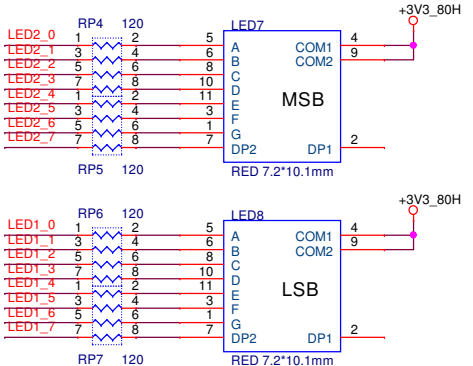 RP4 120 LED7 +3V3_80H
LED2_0 1 2 5 A COM1 4
LED2_1 3 4 6 B COM2 9
LED2_2 5 6 8 C
LED2_3 7 8 10 D
LED2_4 1 2 11 E MSB
LED2_5 3 4 3 F
LED2_6 5 6 1 G
LED2_7 7 8 7 DP2 DP1 2
RP5 120 RED 7.2*10.1mm
RP6 120 LED8 +3V3_80H
LED1_0 1 2 5 A COM1 4
LED1_1 3 4 6 B COM2 9
LED1_2 5 6 8 C
LED1_3 7 8 10 D
LED1_4 1 2 11 E LSB
LED1_5 3 4 3 F
LED1_6 5 6 1 G
LED1_7 7 8 7 DP2 DP1 2
RP7 120 RED 7.2*10.1mm